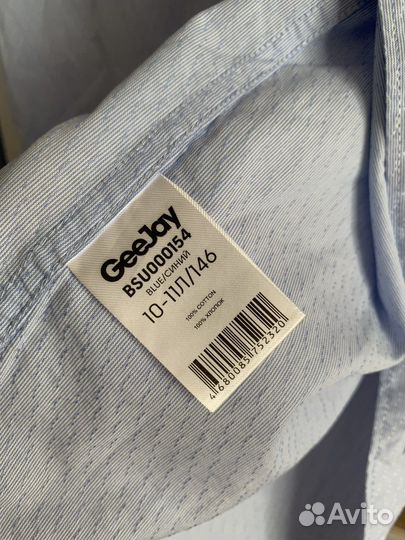 GeeJay
BSU000154
BLUE/СИНИЙ
10-11Л/146
100% COTTON
100% ХЛОПОК
4680085752320
Avito